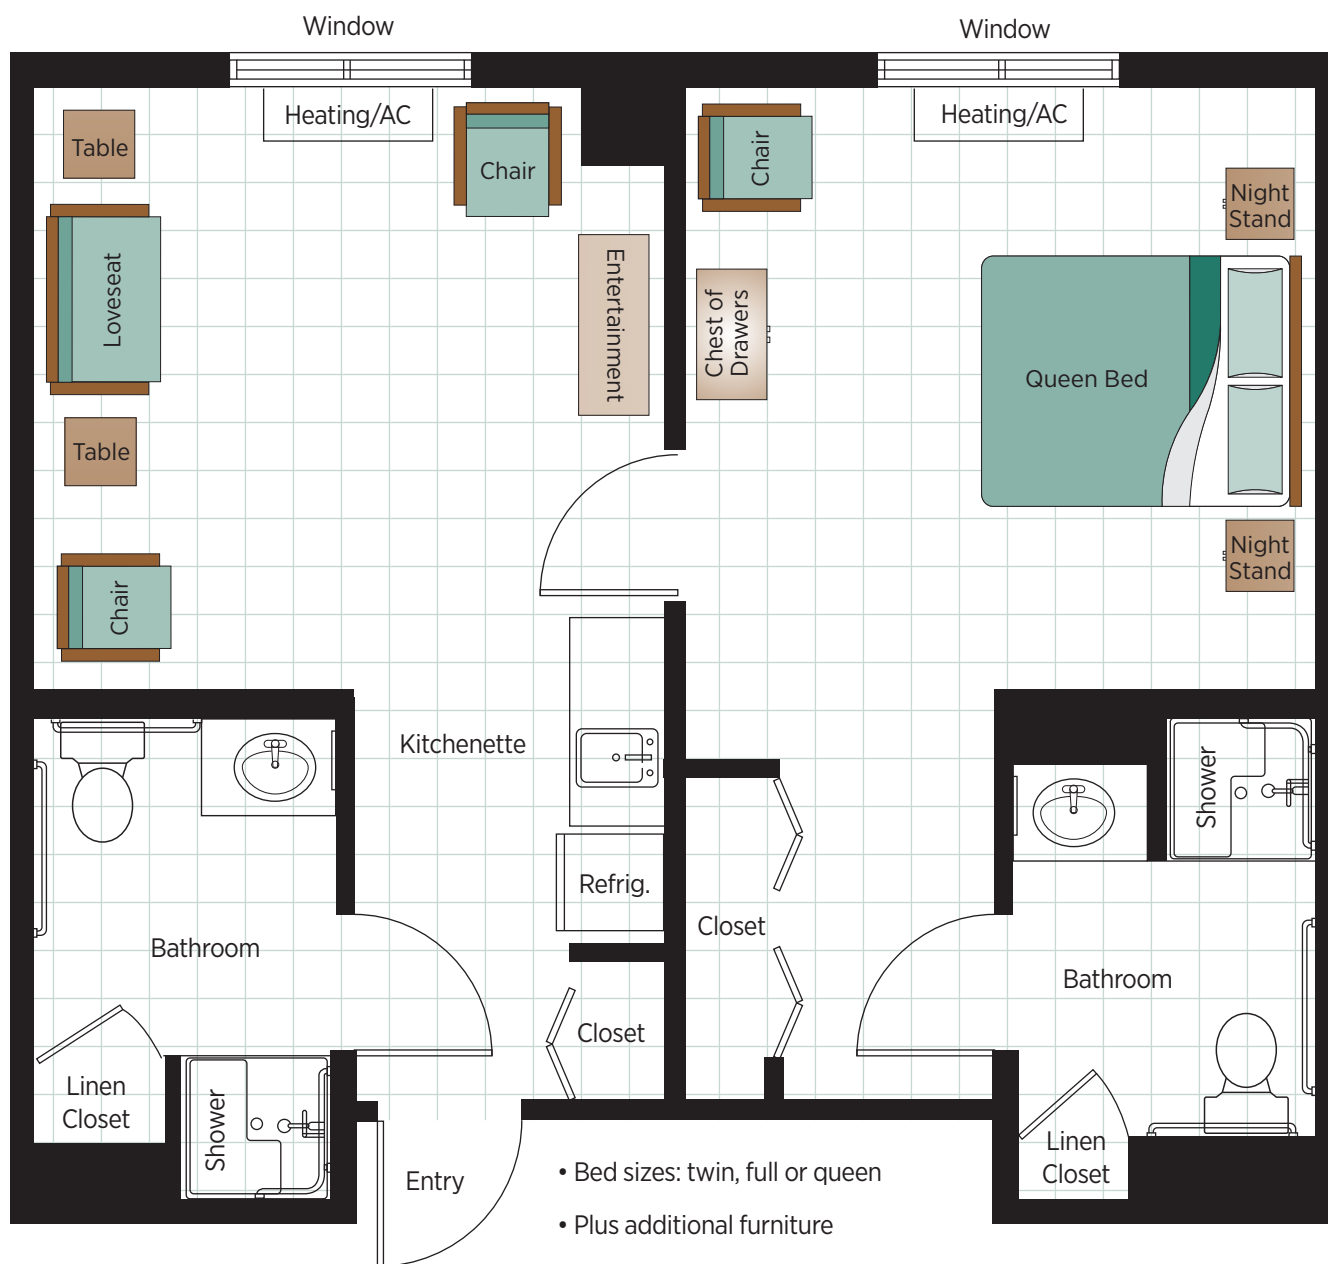 Window
Window
Heating/AC
Heating/AC
Table
Chair
Chair
Night
Stand
Loveseat
Entertainment
Chest of
Drawers
Queen Bed
Table
Night
Stand
Chair
Kitchenette
Shower
Refrig.
Closet
Bathroom
Bathroom
Closet
Linen
Closet
Shower
Linen
Closet
Entry
• Bed sizes: twin, full or queen
• Plus additional furniture